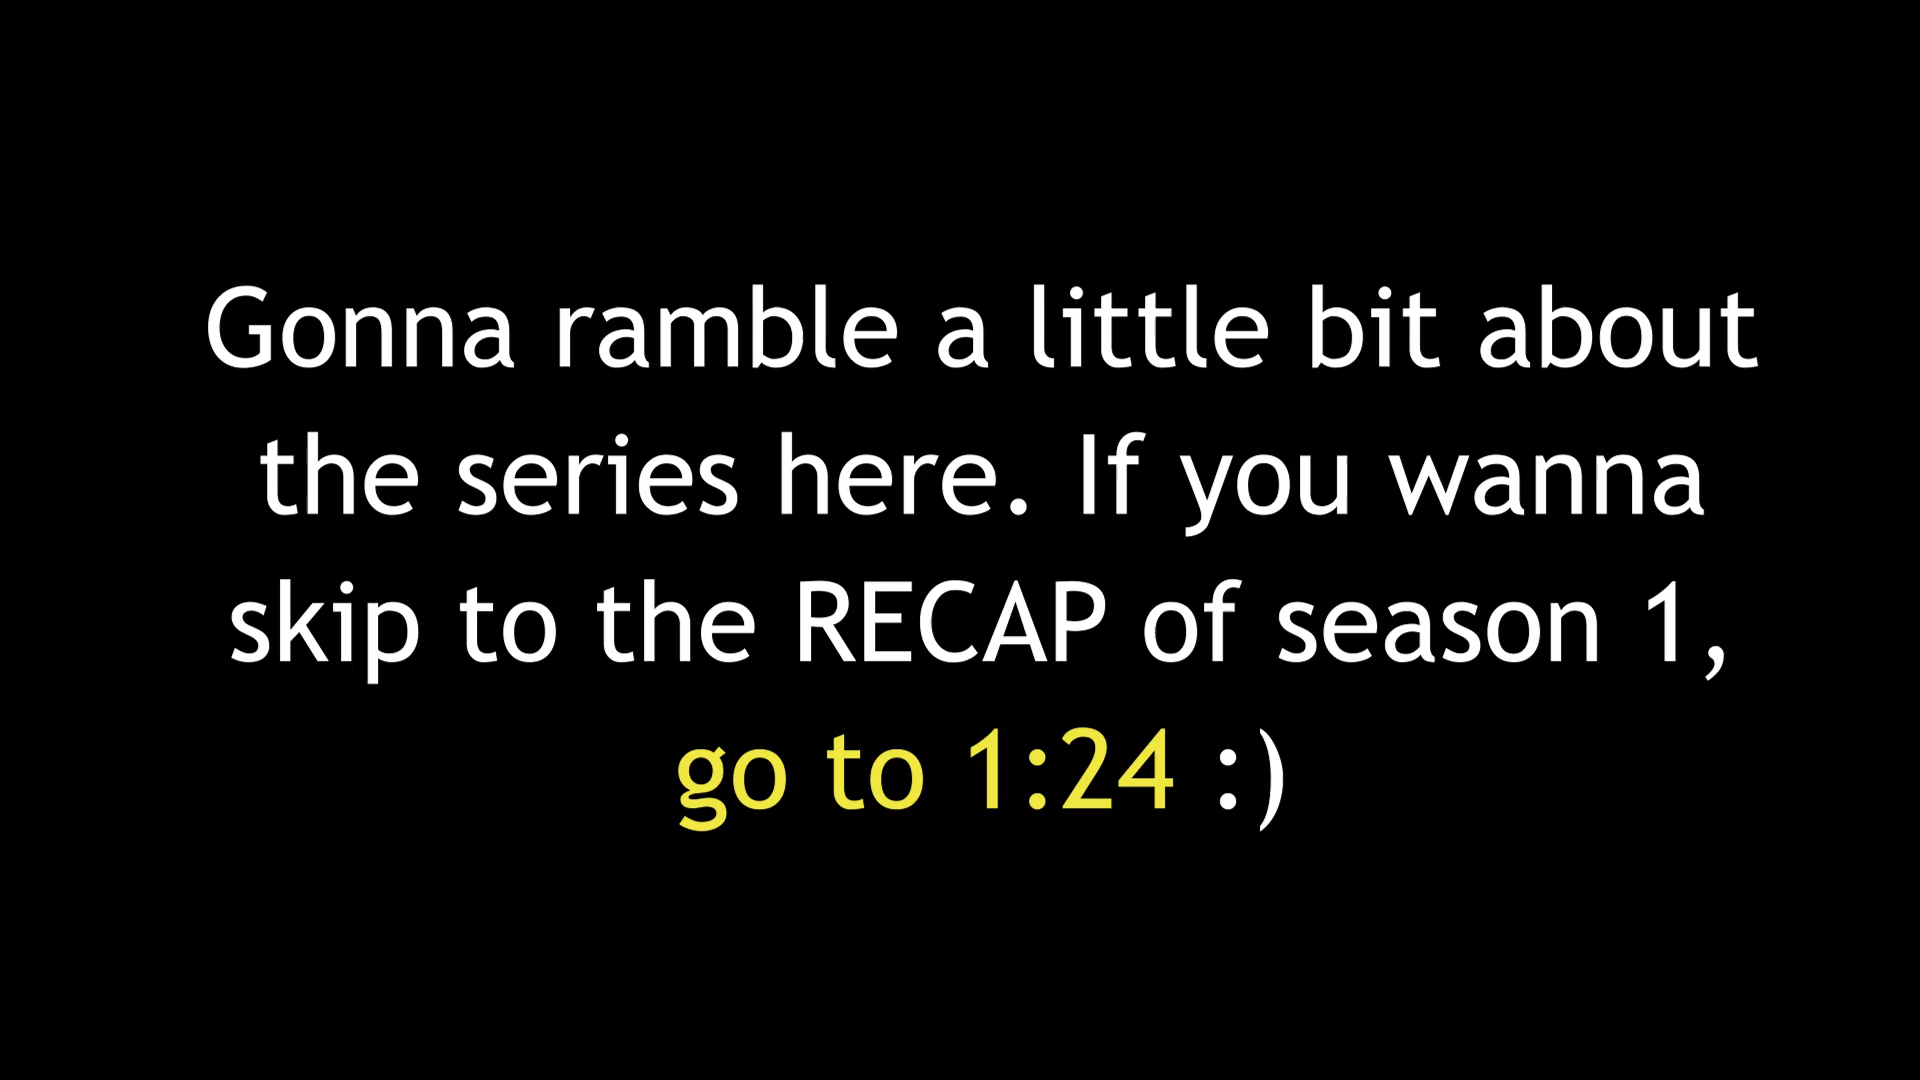 Gonna ramble a little bit about
the series here. If you wanna
skip to the RECAP of season 1,
go to 1:24 :)